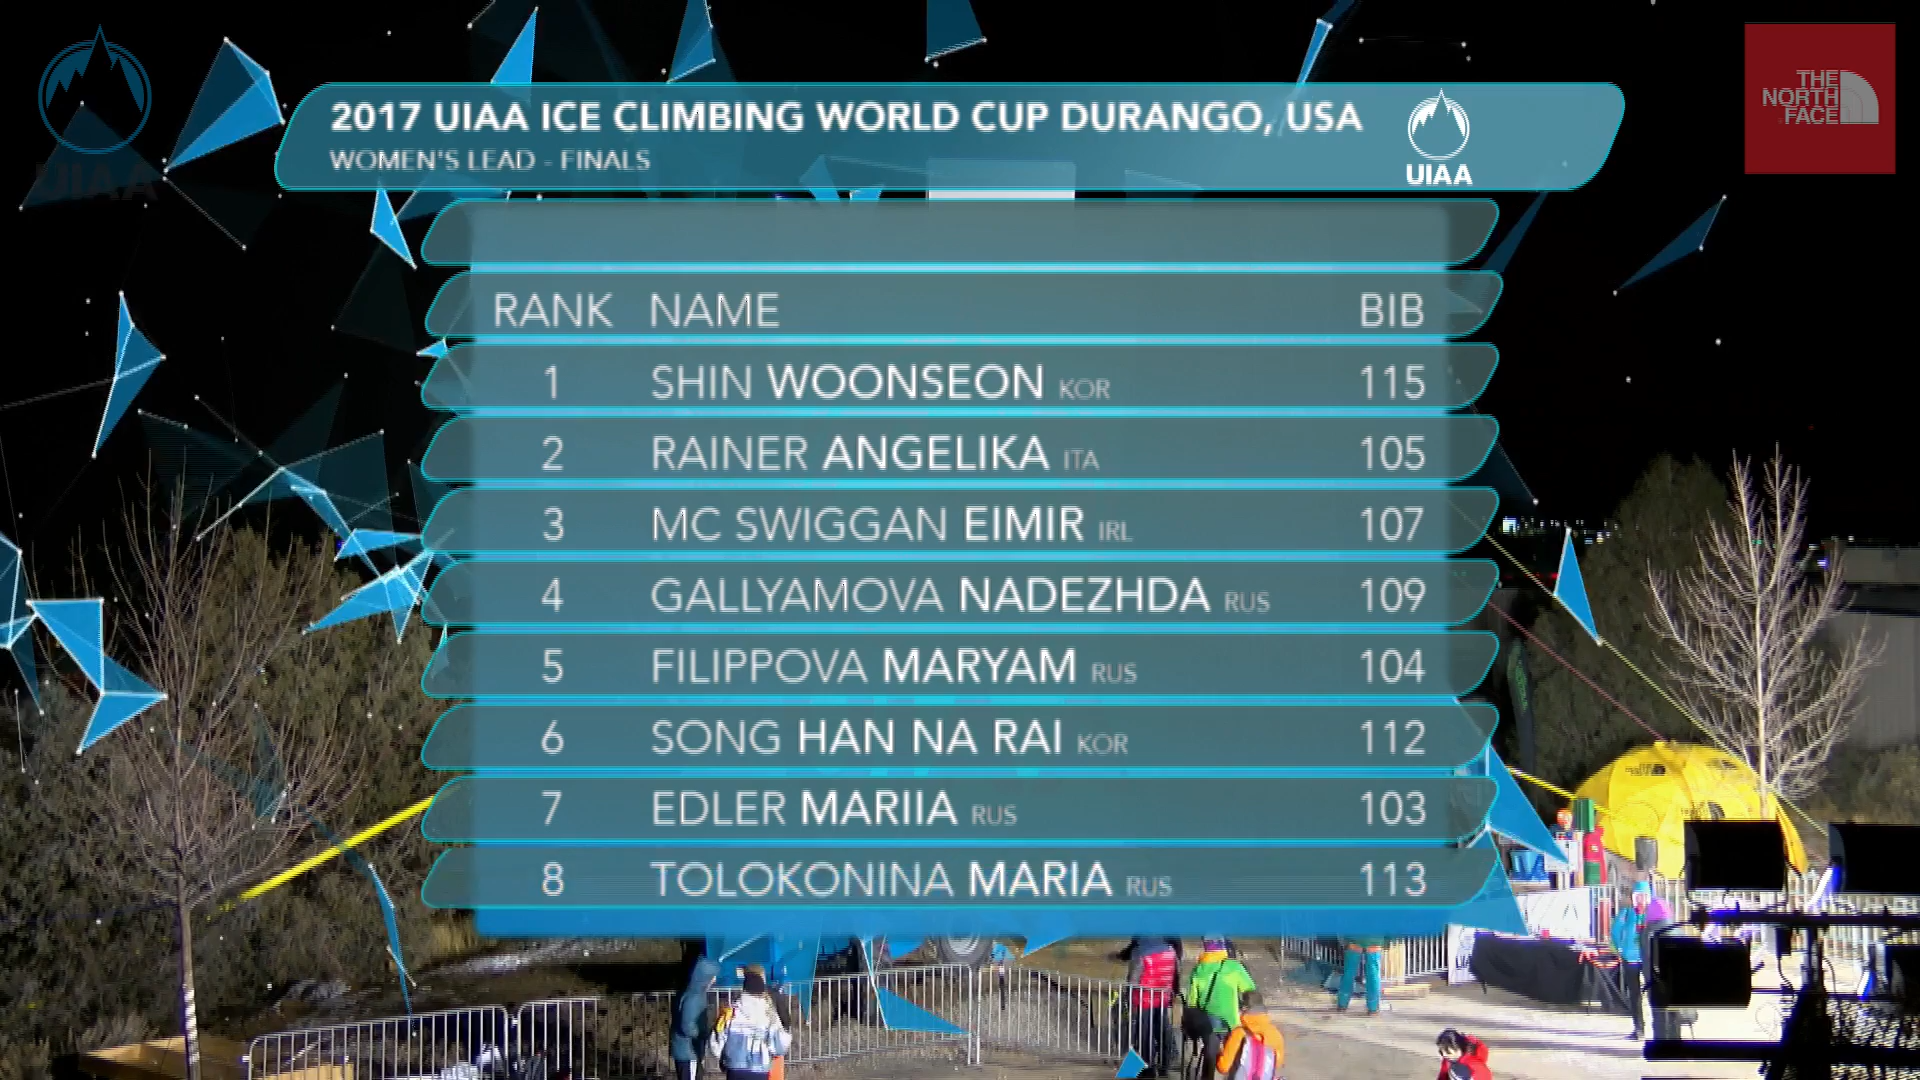 2017 UIAA ICE CLIMBING WORLD CUP DURANGO, USA
WOMEN'S LEAD - FINALS
UIAA
UIAA
THE
NORTH
FACE
RANK NAME BIB
1 SHIN WOONSEON KOR 115
2 RAINER ANGELIKA ITA 105
3 MC SWIGGAN EIMIR IRL 107
4 GALLYAMOVA NADEZHDA RUS 109
5 FILIPPOVA MARYAM RUS 104
6 SONG HAN NA RAI KOR 112
7 EDLER MARIIA RUS 103
8 TOLOKONINA MARIA RUS 113